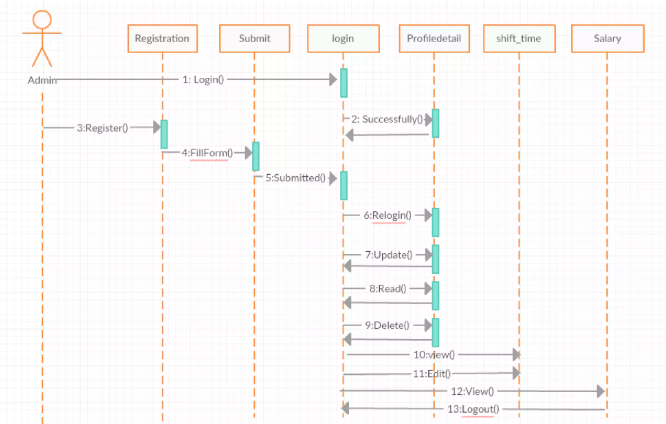 Registration
Submit
login
Profiledetail
shift_time
Salary
Admin
1: Login()
2: Successfully()
3:Register()
4:FillForm()
5:Submitted()
6:Relogin()
7:Update()
8:Read()
9:Delete()
10:view()
11:Edit()
12:View()
13:Logout()